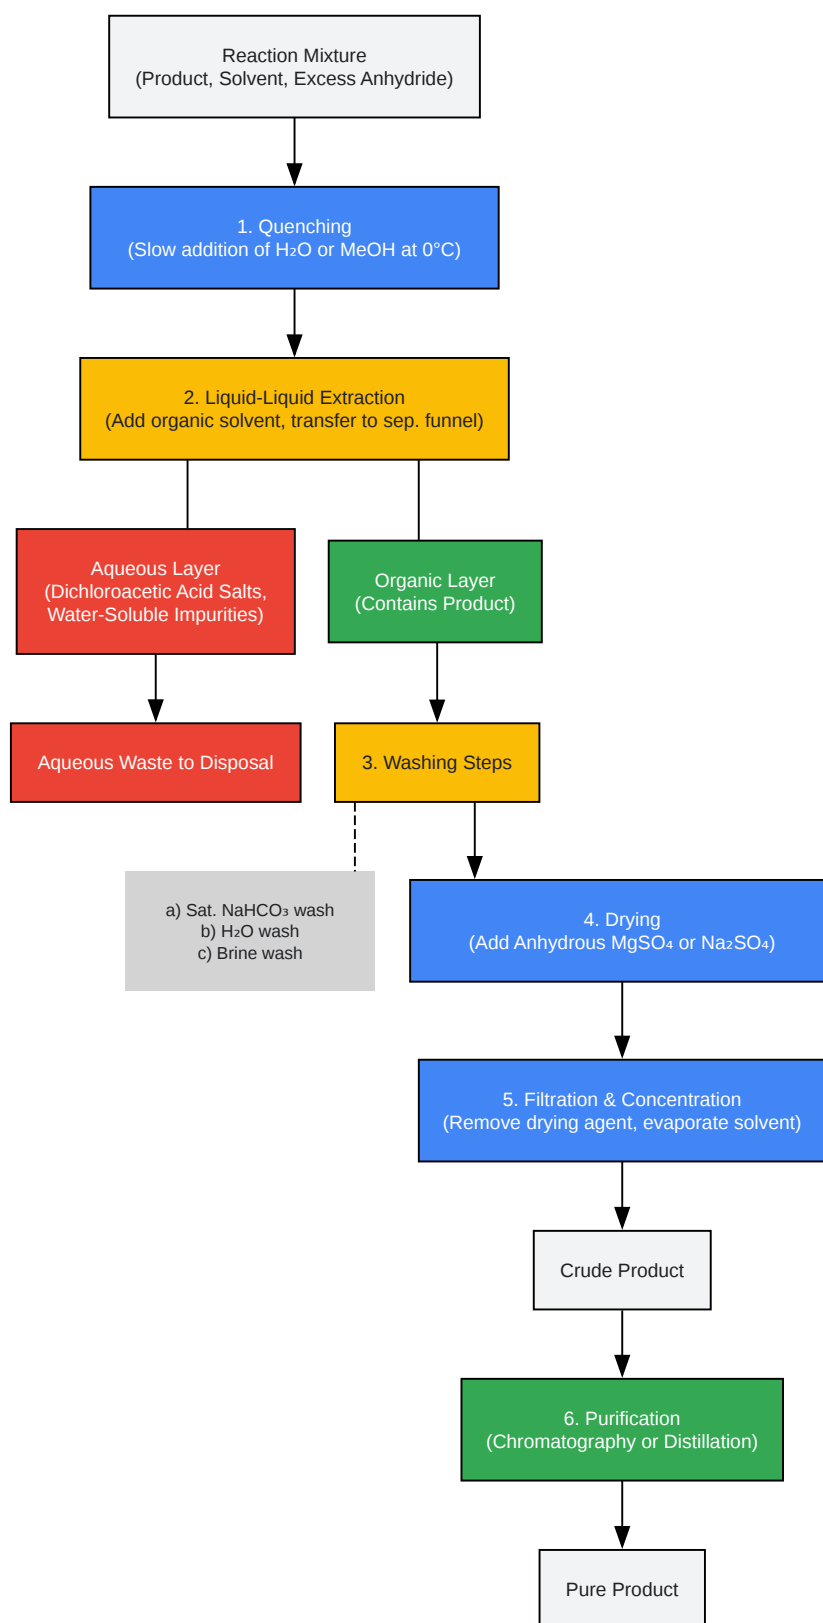 Reaction Mixture
(Product, Solvent, Excess Anhydride)
1. Quenching
(Slow addition of H₂O or MeOH at 0°C)
2. Liquid-Liquid Extraction
(Add organic solvent, transfer to sep. funnel)
Aqueous Layer
(Dichloroacetic Acid Salts,
Water-Soluble Impurities)
Organic Layer
(Contains Product)
Aqueous Waste to Disposal
3. Washing Steps
a) Sat. NaHCO₃ wash
b) H₂O wash
c) Brine wash
4. Drying
(Add Anhydrous MgSO₄ or Na₂SO₄)
5. Filtration & Concentration
(Remove drying agent, evaporate solvent)
Crude Product
6. Purification
(Chromatography or Distillation)
Pure Product